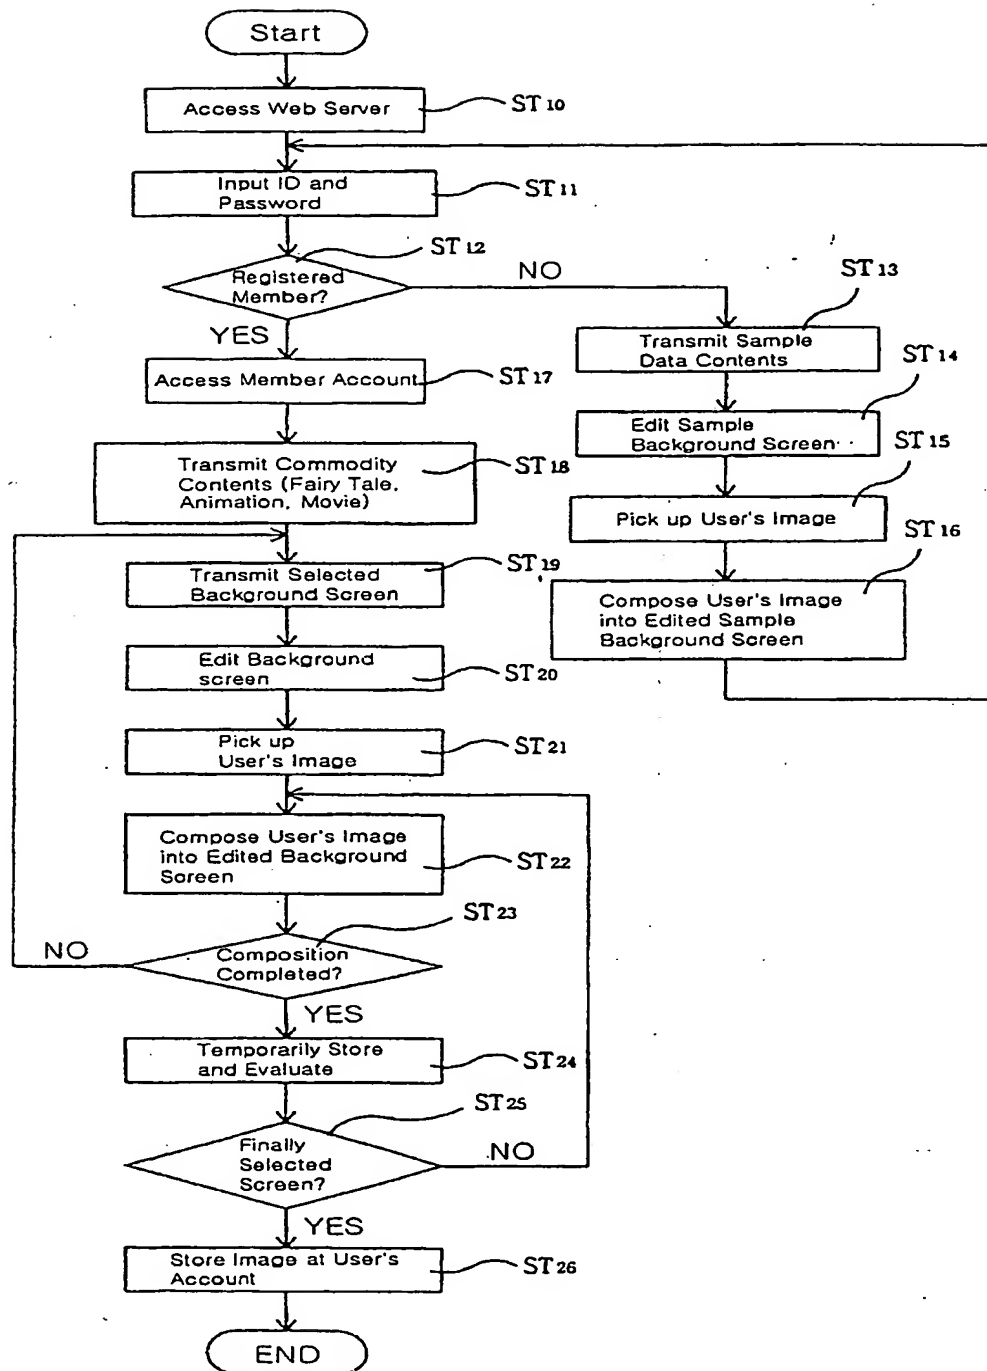 Start
Access Web Server
ST10
Input ID and
Password
ST11
ST12
Registered
Member?
NO
YES
ST13
Transmit Sample
Data Contents
ST14
Edit Sample
Background Screen
ST15
Pick up User's Image
ST16
Compose User's Image
into Edited Sample
Background Screen
Access Member Account
ST17
Transmit Commodity
Contents (Fairy Tale,
Animation, Movie)
ST18
Transmit Selected
Background Screen
ST19
Edit Background
screen
ST20
Pick up
User's Image
ST21
Compose User's Image
into Edited Background
Screen
ST22
ST23
NO
Composition
Completed?
YES
Temporarily Store
and Evaluate
ST24
ST25
Finally
Selected
Screen?
NO
YES
Store Image at User's
Account
ST26
END